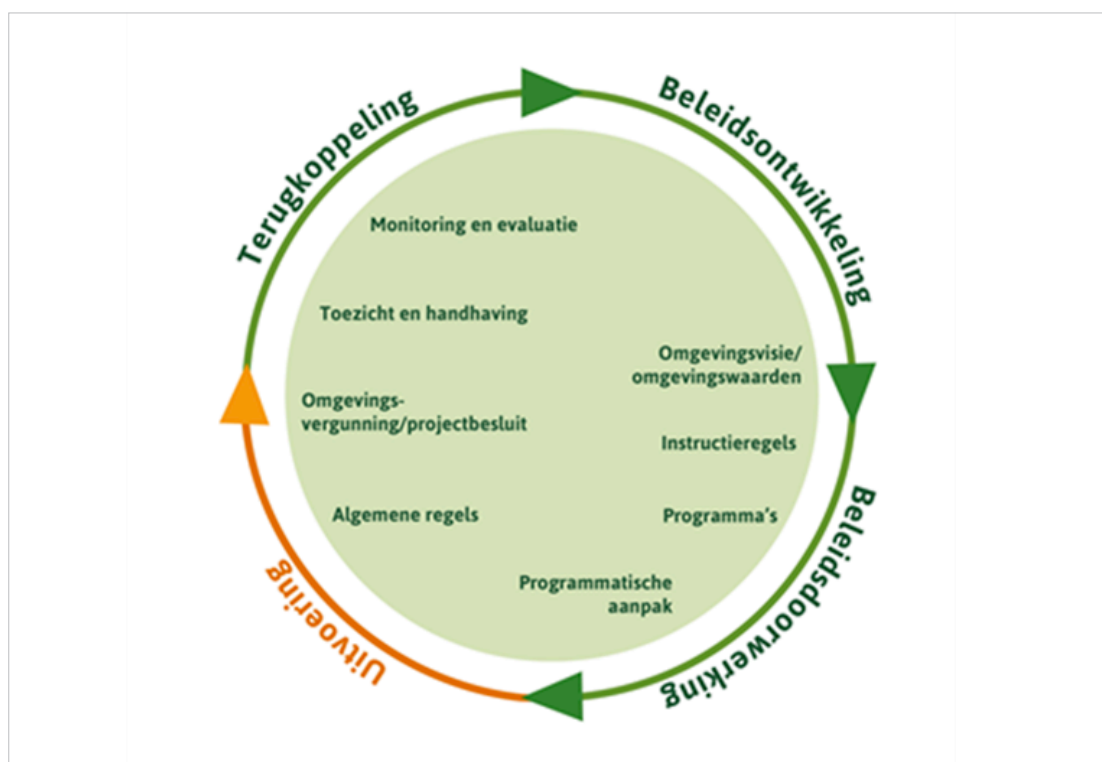 Terugkoppeling
Beleidsontwikkeling
Monitoring en evaluatie
Toezicht en handhaving
Omgevingsvisie/
omgevingswaarden
Omgevings-
vergunning/projectbesluit
Instructieregels
Algemene regels
Programma's
Programmatische
aanpak
Uitvoering
Beleidsdoorwerking